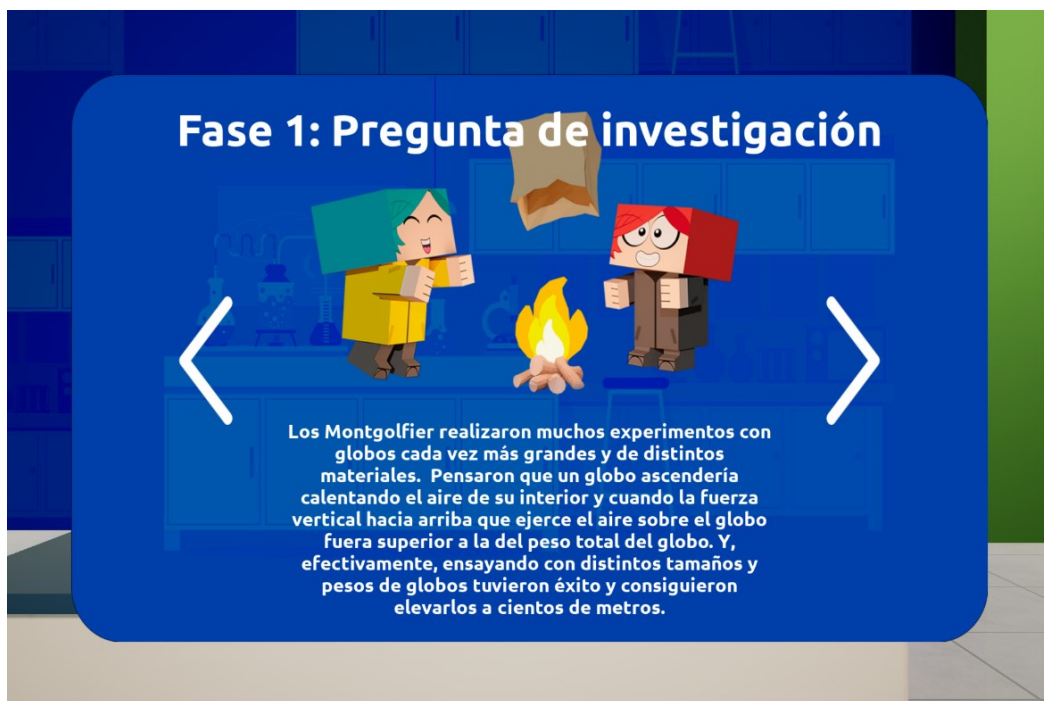 Fase 1: Pregunta de investigación
Los Montgolfier realizaron muchos experimentos con
globos cada vez más grandes y de distintos
materiales.  Pensaron que un globo ascendería
calentando el aire de su interior y cuando la fuerza
vertical hacia arriba que ejerce el aire sobre el globo
fuera superior a la del peso total del globo. Y,
efectivamente, ensayando con distintos tamaños y
pesos de globos tuvieron éxito y consiguieron
elevarlos a cientos de metros.